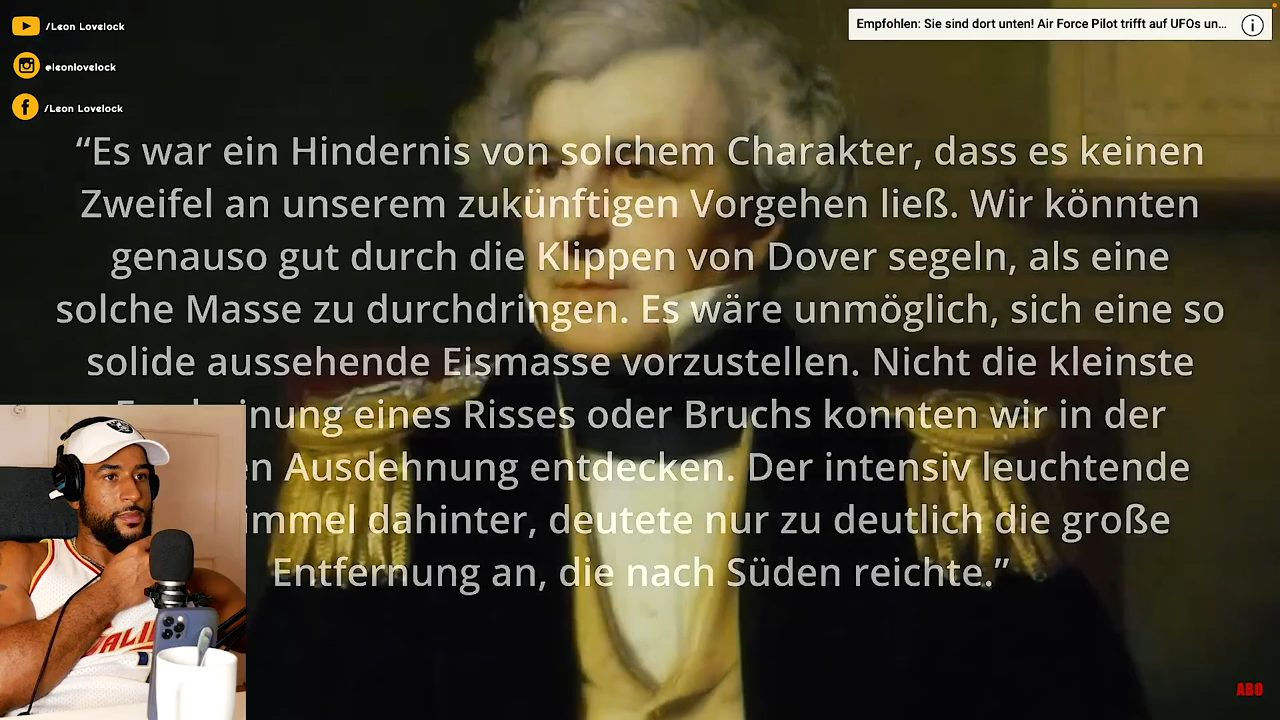 /Leon Lovelock
@leonlovelock
/Leon Lovelock
Empfohlen: Sie sind dort unten! Air Force Pilot trifft auf UFOs un...
“Es war ein Hindernis von solchem Charakter, dass es keinen
Zweifel an unserem zukünftigen Vorgehen ließ. Wir könnten
genauso gut durch die Klippen von Dover segeln, als eine
solche Masse zu durchdringen. Es wäre unmöglich, sich eine so
solide aussehende Eismasse vorzustellen. Nicht die kleinste
eines Risses oder Bruchs konnten wir in der
Ausdehnung entdecken. Der intensiv leuchtende
dahinter, deutete nur zu deutlich die große
Entfernung an, die nach Süden reichte.”
ABO